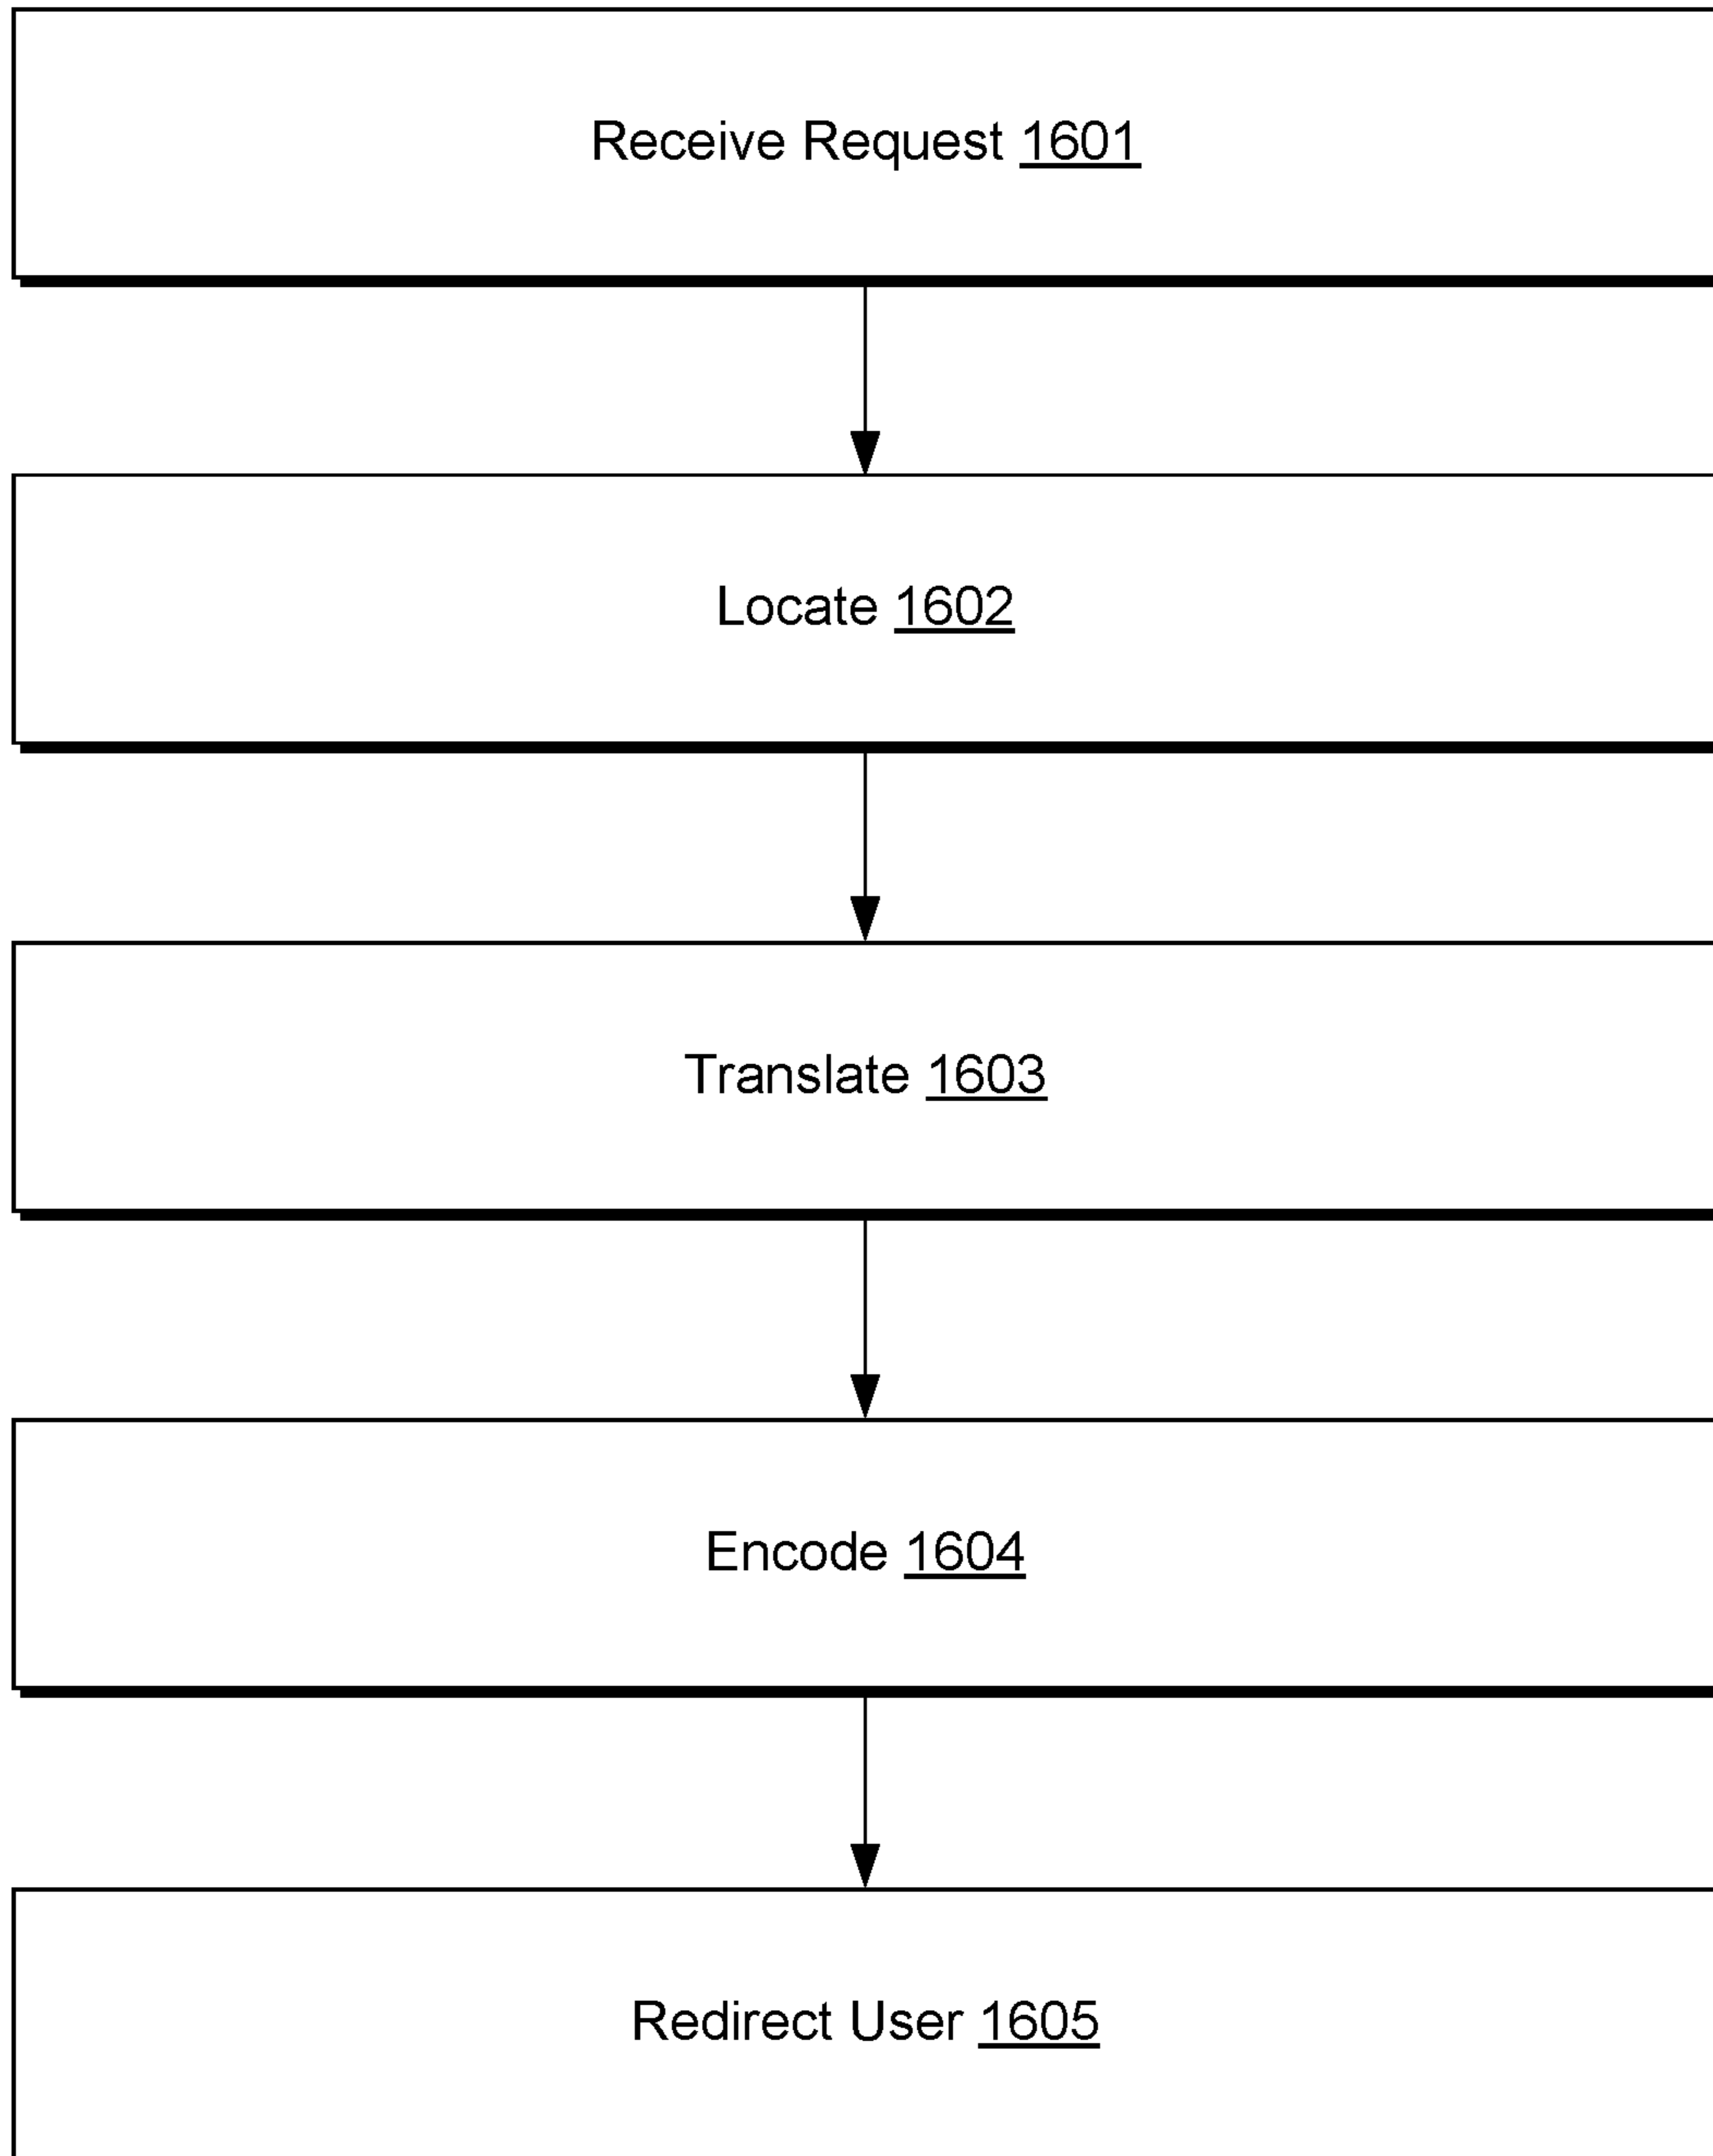 Receive Request 1601
Locate 1602
Translate 1603
Encode 1604
Redirect User 1605